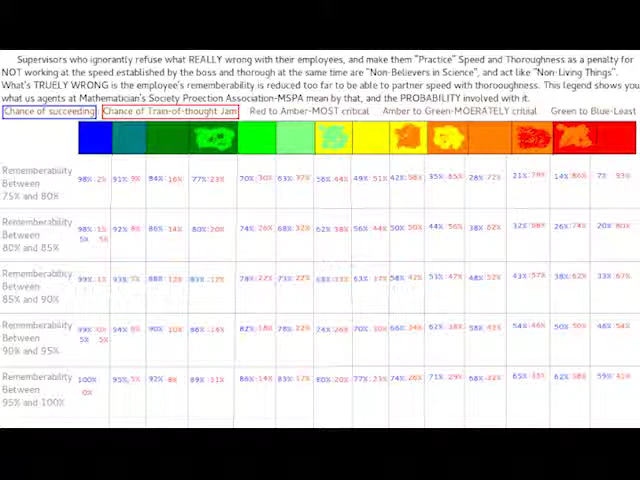 Supervisors who ignorantly refuse what REALLY wrong with their employees, and make them "Practice" Speed and Thoroughness as a penalty for
NOT working at the speed established by the boss and thorough at the same time are "Non-Believers in Science", and act like "Non-Living Things".
What's TRUELY WRONG is the employee's rememberability is reduced too far to be able to partner speed with thorooughness. This legend shows you
what us agents at Mathematician's Society Proection Association-MSPA mean by that, and the PROBABILITY involved with it.
Chance of succeeding Chance of Train-of-thought Jam Red to Amber-MOST critical Amber to Green-MOERATELY critiial Green to Blue-Least
Rememberability
Between
75% and 80%
98% 2% 91% 9% 84% 16% 77% 23% 70% 30% 63% 37% 56% 44% 49% 51% 42% 58% 35% 65% 28% 72% 21% 79% 14% 86% 7% 93%
Rememberability
Between
80% and 85%
98% 1% 92% 8% 86% 14% 80% 20% 74% 26% 68% 32% 62% 38% 56% 44% 50% 50% 44% 56% 38% 62% 32% 68% 26% 74% 20% 80%
5% 5%
Rememberability
Between
85% and 90%
99% 1% 93% 7% 88% 12% 83% 17% 78% 22% 73% 27% 68% 63% 37% 58% 42% 53% 47% 48% 52% 43% 57% 38% 62% 33% 67%
Rememberability
Between
90% and 95%
99% 94% 6% 90% 10% 86% 14% 82% 18% 78% 22% 74% 26% 70% 30% 66% 34% 62% 38% 58% 42% 54% 46% 50% 50% 46% 54%
5% 5%
Rememberability
Between
95% and 100%
100% 95% 5% 92% 8% 89% 11% 86% 14% 83% 17% 80% 20% 77% 23% 74% 26% 71% 29% 68% 32% 65% 35% 62% 38% 59% 41%
0%